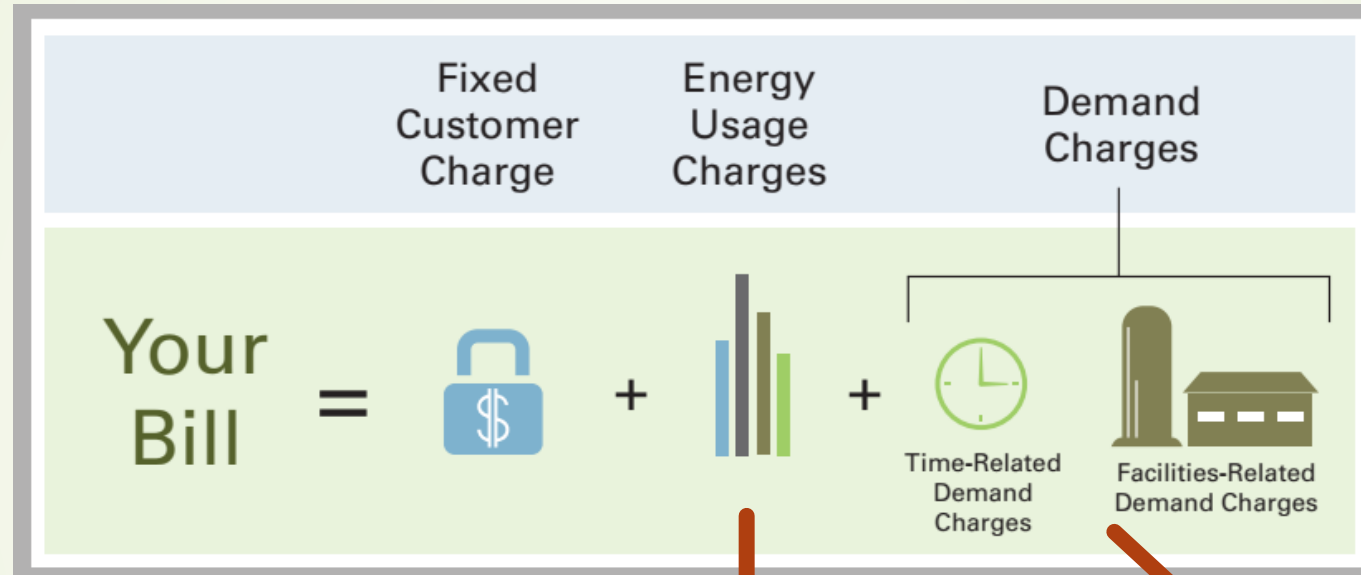 Fixed
Customer
Charge
Energy
Usage
Charges
Demand
Charges
Your
Bill
=
$
+
+
Time-Related
Demand
Charges
Facilities-Related
Demand Charges